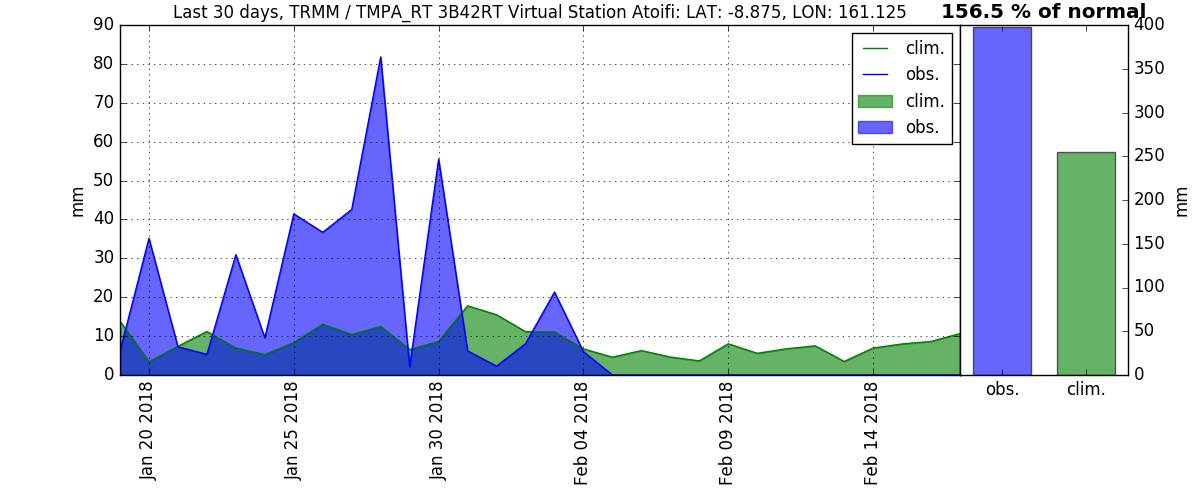 Last 30 days, TRMM / TMPA_RT 3B42RT Virtual Station Atoifi: LAT: -8.875, LON: 161.125
156.5 % of normal
90
80
70
60
50
40
30
20
10
0
mm
clim.
obs.
clim.
obs.
Jan 20 2018
Jan 25 2018
Jan 30 2018
Feb 04 2018
Feb 09 2018
Feb 14 2018
400
350
300
250
200
150
100
50
0
mm
obs.
clim.